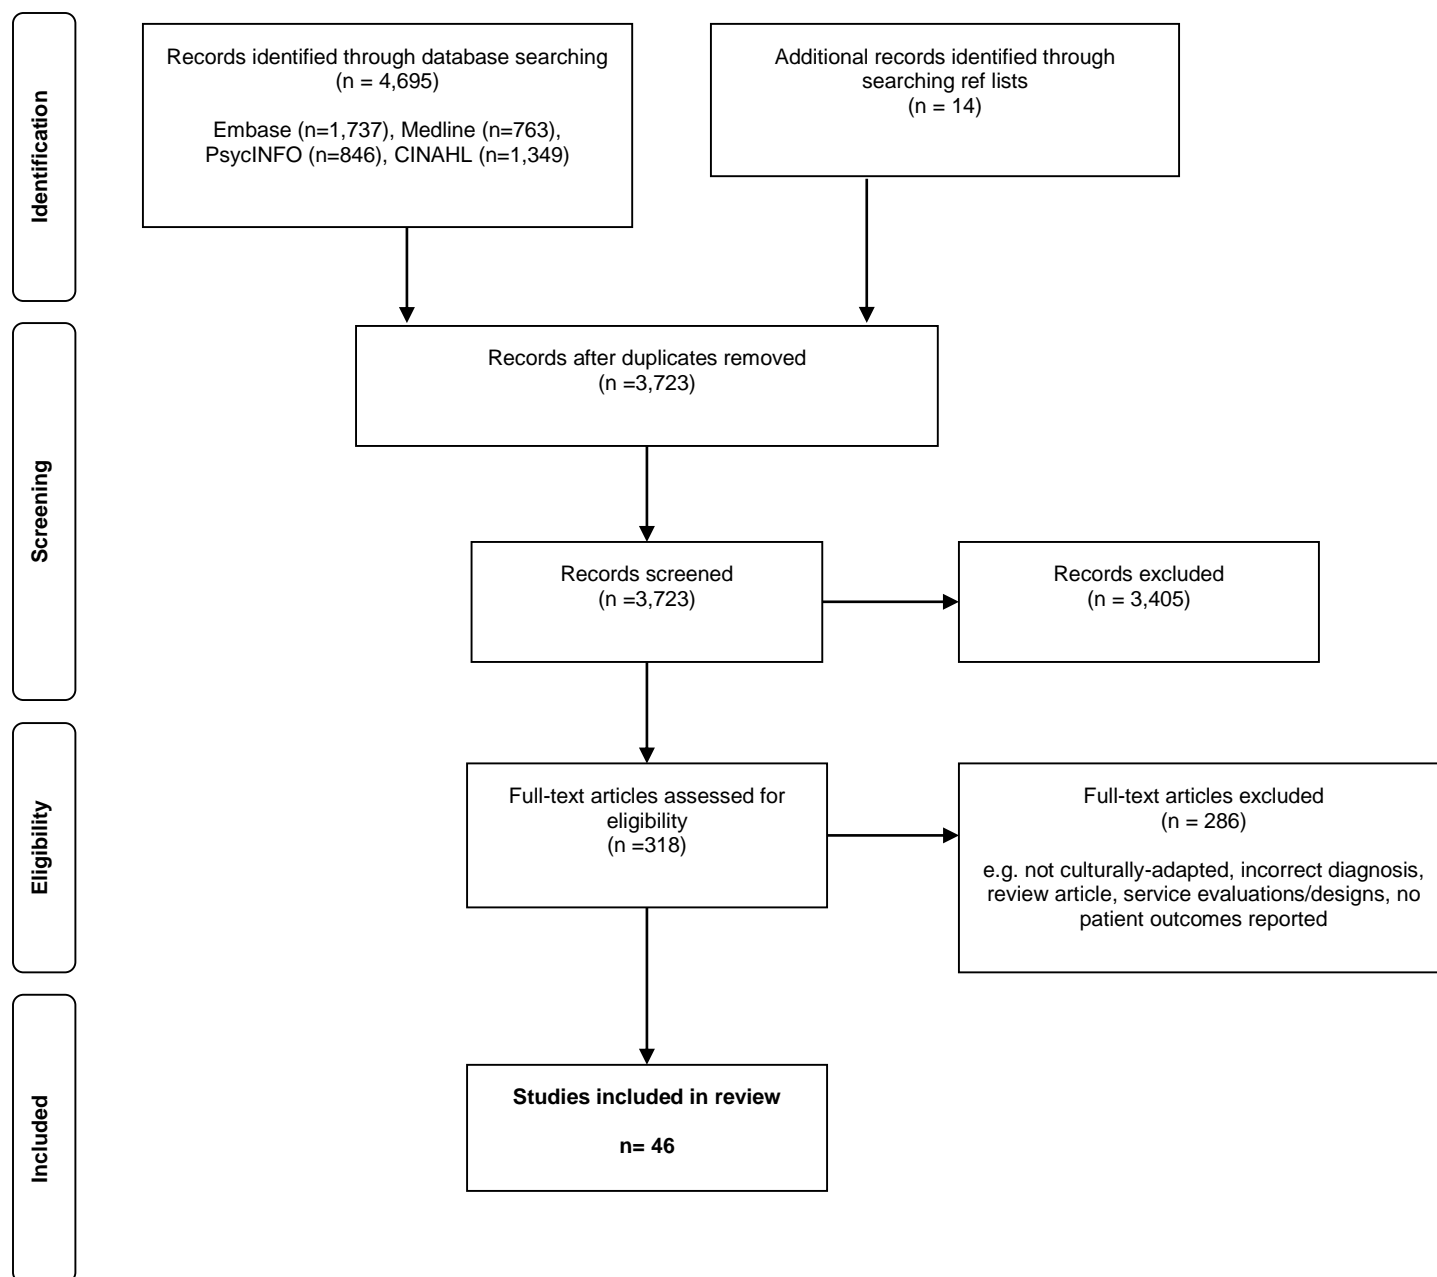 Identification
Records identified through database searching
(n = 4,695)
Embase (n=1,737), Medline (n=763),
PsycINFO (n=846), CINAHL (n=1,349)
Additional records identified through
searching ref lists
(n = 14)
Screening
Records after duplicates removed
(n =3,723)
Records screened
(n =3,723)
Records excluded
(n = 3,405)
Eligibility
Full-text articles assessed for
eligibility
(n =318)
Full-text articles excluded
(n = 286)
e.g. not culturally-adapted, incorrect diagnosis,
review article, service evaluations/designs, no
patient outcomes reported
Included
Studies included in review
n= 46